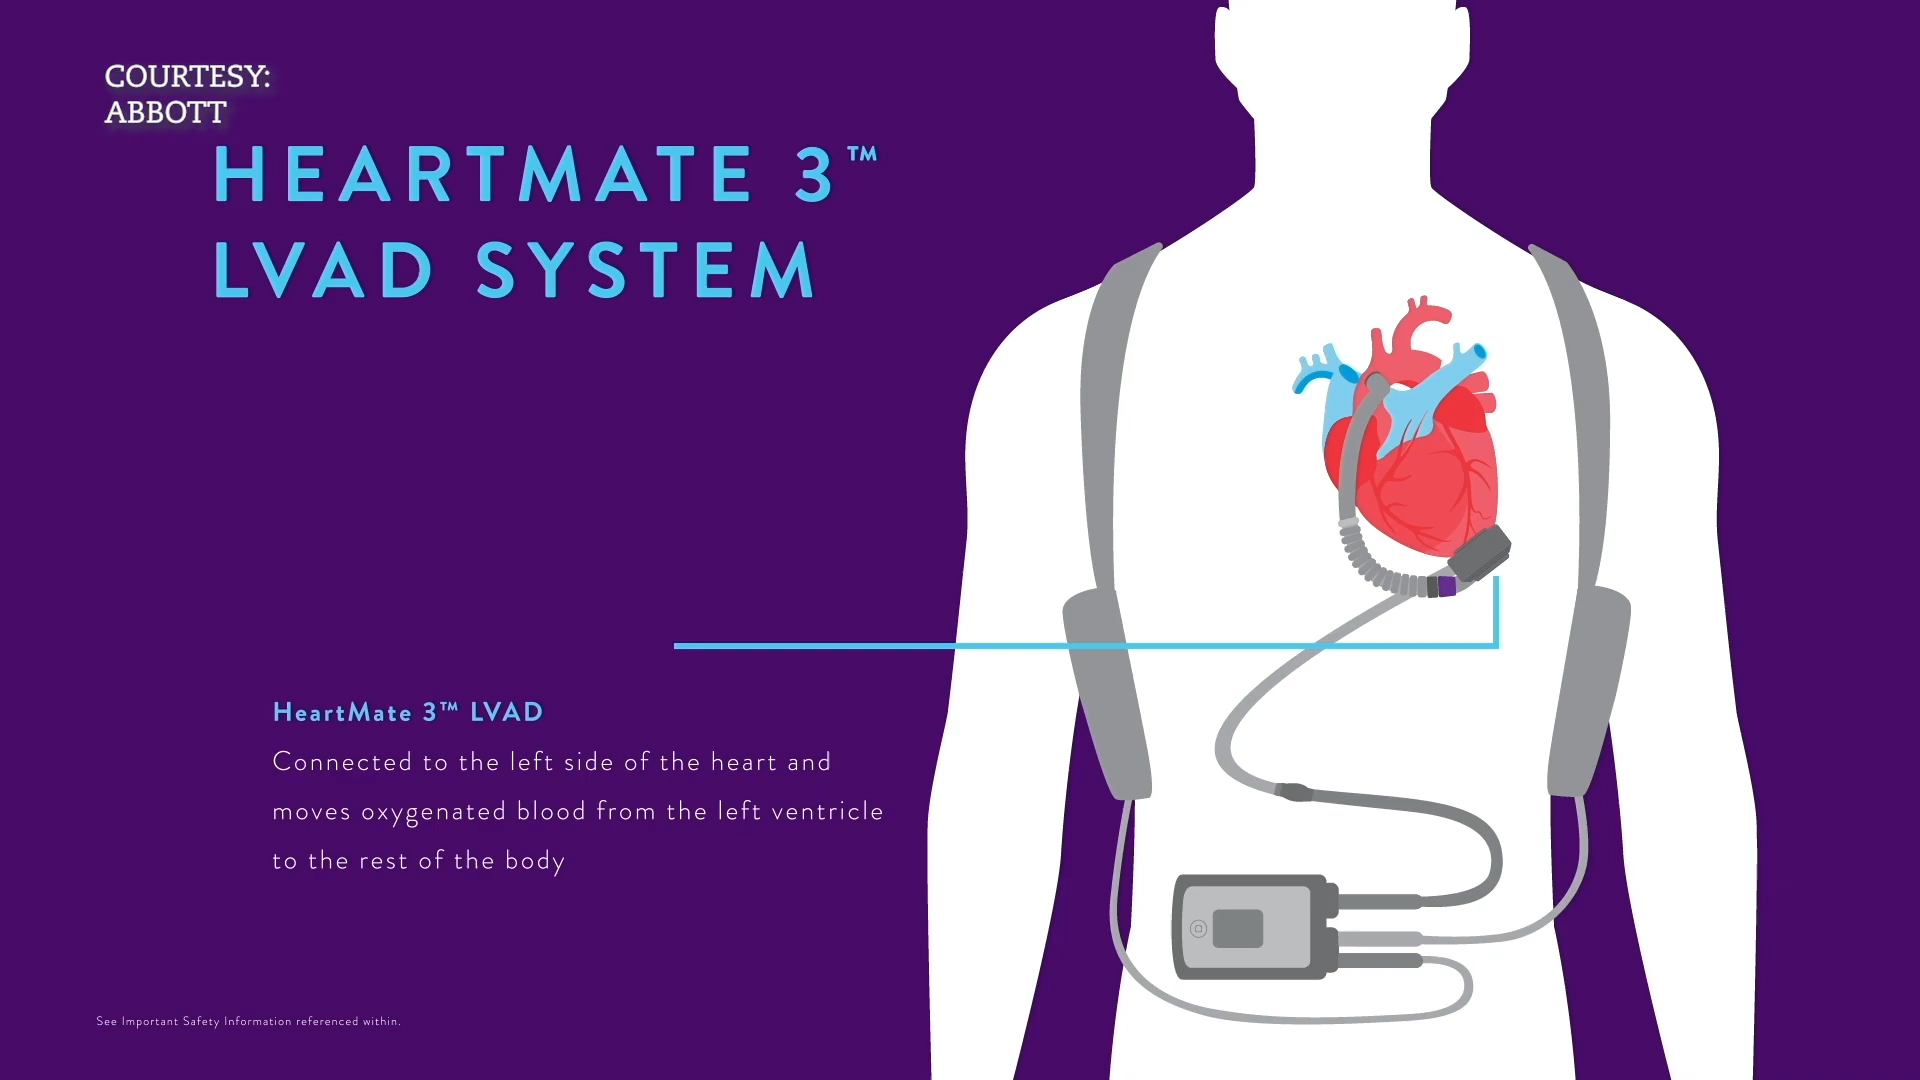 COURTESY:
ABBOTT
HEARTMATE 3™
LVAD SYSTEM
HeartMate 3™ LVAD
Connected to the left side of the heart and
moves oxygenated blood from the left ventricle
to the rest of the body
See Important Safety Information referenced within.